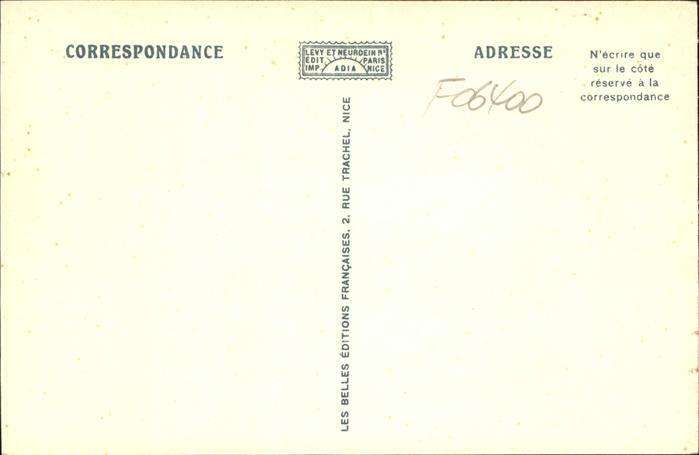 CORRESPONDANCE
LEVY ET NEURDEIN Rs
EDIT. PARIS
IMP. ADIA NICE
ADRESSE
N'écrire que
sur le côté
réservé à la
correspondance
F06400
LES BELLES ÉDITIONS FRANÇAISES, 2, RUE TRACHEL, NICE